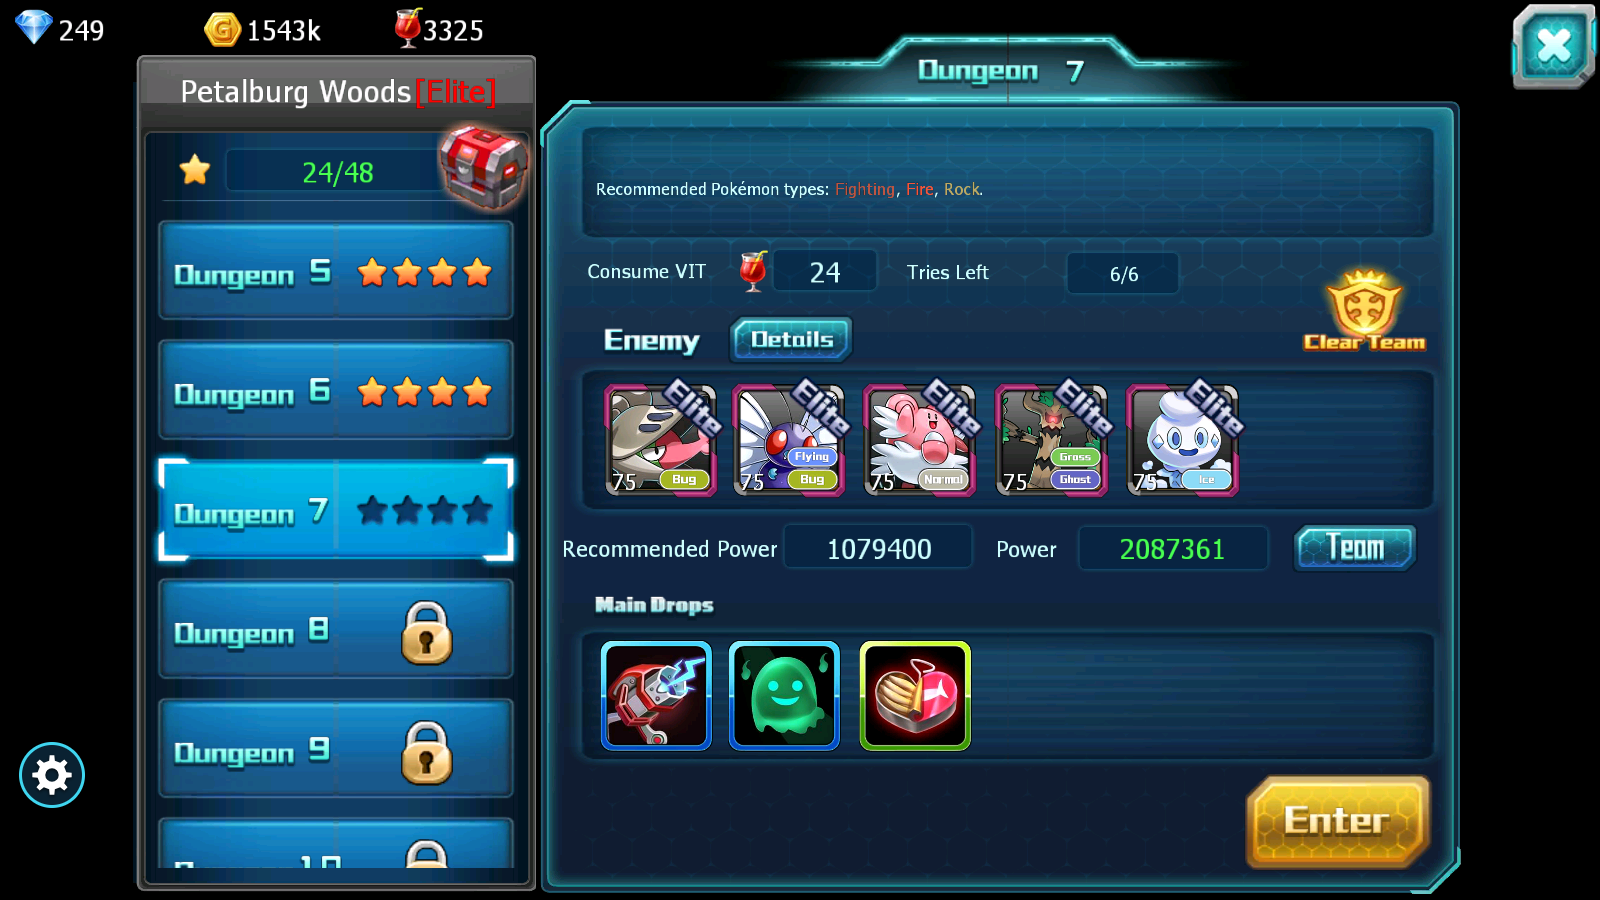 249
1543k
3325
Petalburg Woods[Elite]
24/48
Dungeon 5
Dungeon 6
Dungeon 7
Dungeon 8
Dungeon 9
Dungeon 10
Dungeon 7
Recommended Pokémon types: Fighting, Fire, Rock.
Consume VIT 24 Tries Left 6/6
Clear Team
Enemy Details
Elite Elite Elite Elite Elite
Flying Grass
75 Bug 75 Bug 75 Normal 75 Ghost 75 Ice
Recommended Power 1079400 Power 2087361 Team
Main Drops
Enter